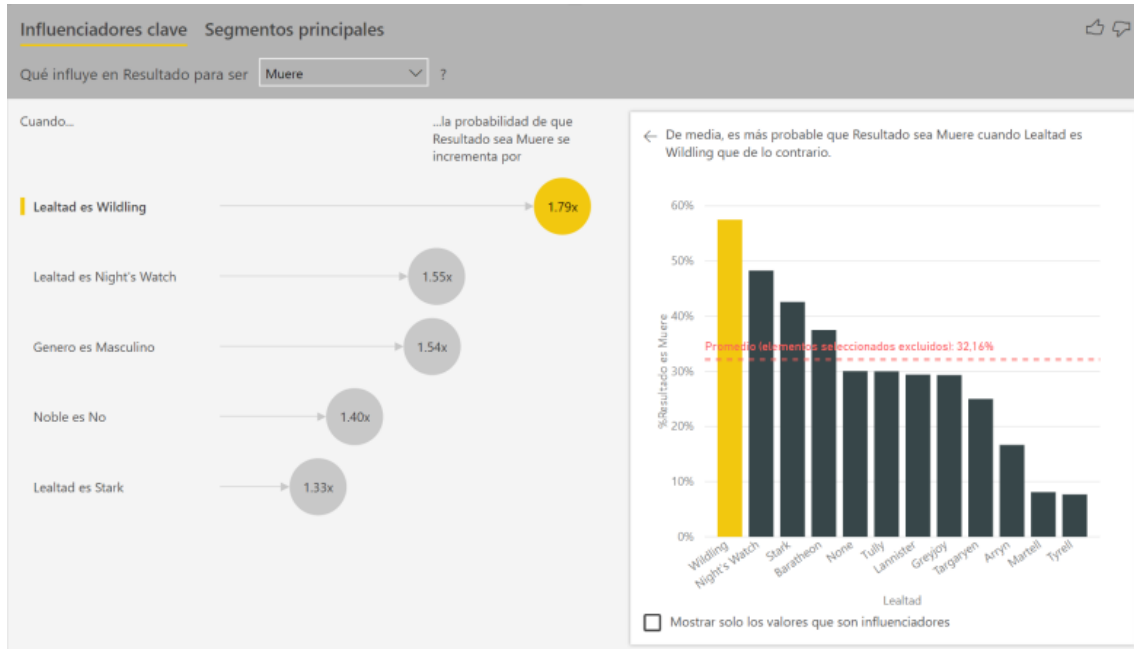 Influenciadores clave Segmentos principales
Qué influye en Resultado para ser Muere ?
Cuando...
...la probabilidad de que
Resultado sea Muere se
incrementa por
Lealtad es Wildling 1.79x
Lealtad es Night's Watch 1.55x
Genero es Masculino 1.54x
Noble es No 1.40x
Lealtad es Stark 1.33x
← De media, es más probable que Resultado sea Muere cuando Lealtad es
Wildling que de lo contrario.
%Resultado es Muere
60%
50%
40%
Promedio (elementos seleccionados excluidos): 32,16%
30%
20%
10%
0%
Wildling
Night's Watch
Stark
Baratheon
None
Tully
Lannister
Greyjoy
Targaryen
Arryn
Martell
Tyrell
Lealtad
Mostrar solo los valores que son influenciadores